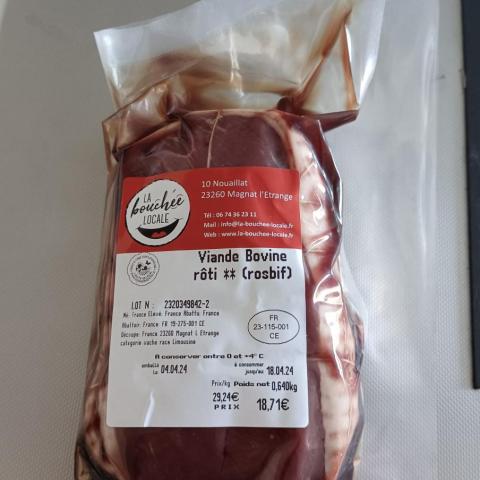 LA
bouchée
LOCALE
10 Nouaillat
23260 Magnat l'Etrange
Tél : 06 74 36 23 11
Mail : info@la-bouchee-locale.fr
Web : www.la-bouchee-locale.fr
Viande Bovine
rôti ** (rosbif)
LOT N : 2320349842-2
Né: France Elevé: France Abattu: France
Abattoir: France FR 19-275-001 CE
Découpe: France 23260 Magnat l Etrange
catégorie vache race limousine
FR
23-115-001
CE
A conserver entre 0 et +4° C
emballé
le 04.04.24
à consommer
jusqu'au 18.04.24
Prix/kg Poids net 0,640kg
29,24€
PRIX 18,71€